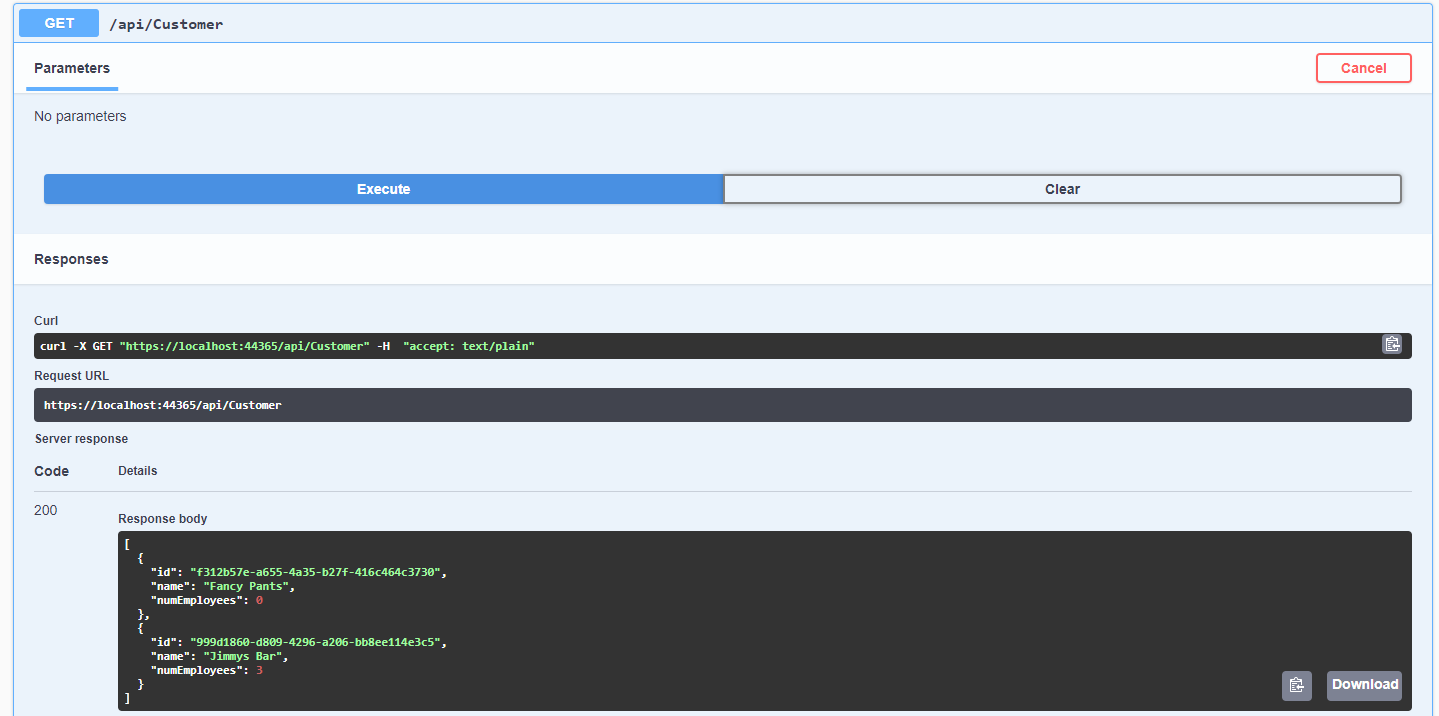 GET /api/Customer
Parameters Cancel
No parameters
Execute Clear
Responses
Curl
curl -X GET "https://localhost:44365/api/Customer" -H  "accept: text/plain"
Request URL
https://localhost:44365/api/Customer
Server response
Code Details
200
Response body
[
  {
    "id": "f312b57e-a655-4a35-b27f-416c464c3730",
    "name": "Fancy Pants",
    "numEmployees": 0
  },
  {
    "id": "999d1860-d809-4296-a206-bb8ee114e3c5",
    "name": "Jimmys Bar",
    "numEmployees": 3
  }
]
Download